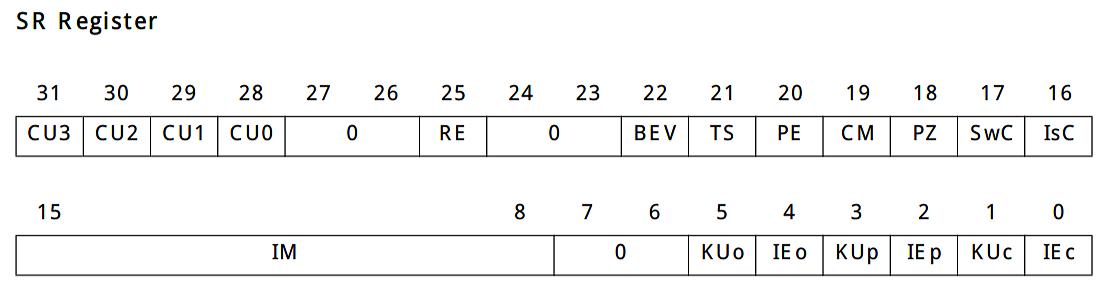 SR Register
31 30 29 28 27 26 25 24 23 22 21 20 19 18 17 16
CU3 CU2 CU1 CU0 0 RE 0 BEV TS PE CM PZ SwC IsC
15 8 7 6 5 4 3 2 1 0
IM 0 KUo IEo KUp IEp KUc IEc